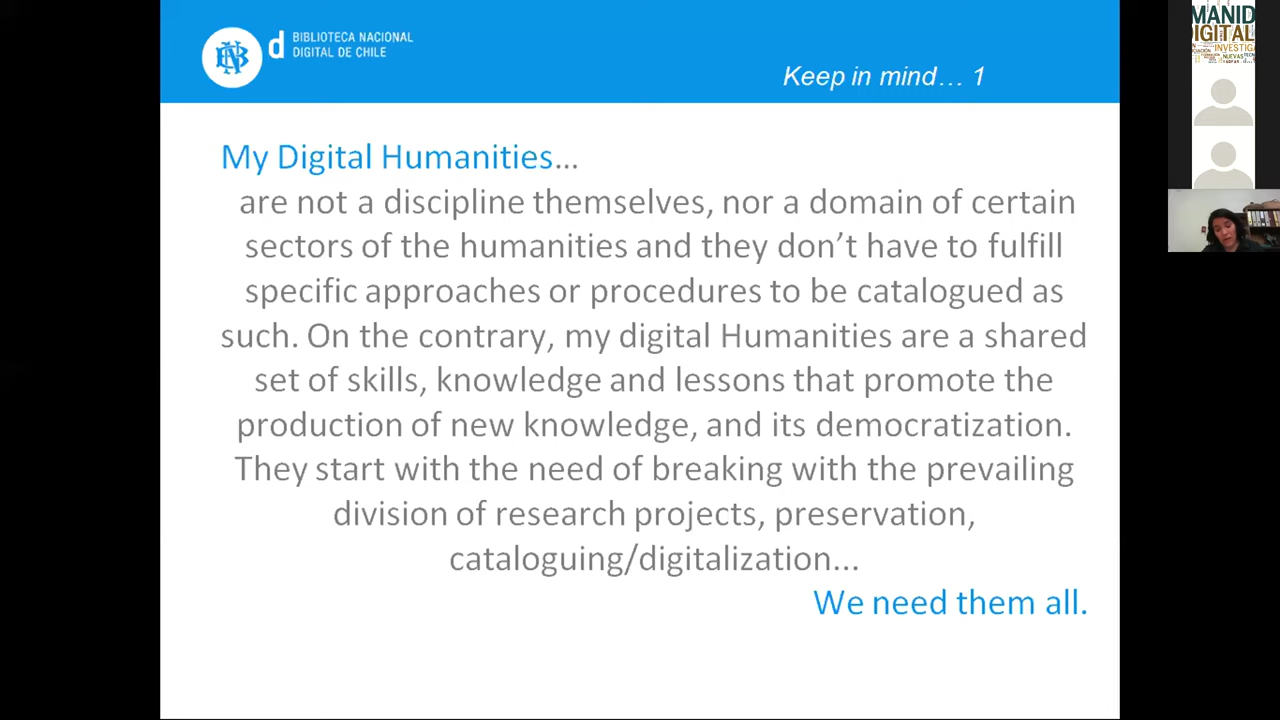 BIBLIOTECA NACIONAL
DIGITAL DE CHILE
d
Keep in mind… 1
My Digital Humanities…
are not a discipline themselves, nor a domain of certain
sectors of the humanities and they don’t have to fulfill
specific approaches or procedures to be catalogued as
such. On the contrary, my digital Humanities are a shared
set of skills, knowledge and lessons that promote the
production of new knowledge, and its democratization.
They start with the need of breaking with the prevailing
division of research projects, preservation,
cataloguing/digitalization...
We need them all.
MANID
DIGITAL
INVESTIG
NUEVAS